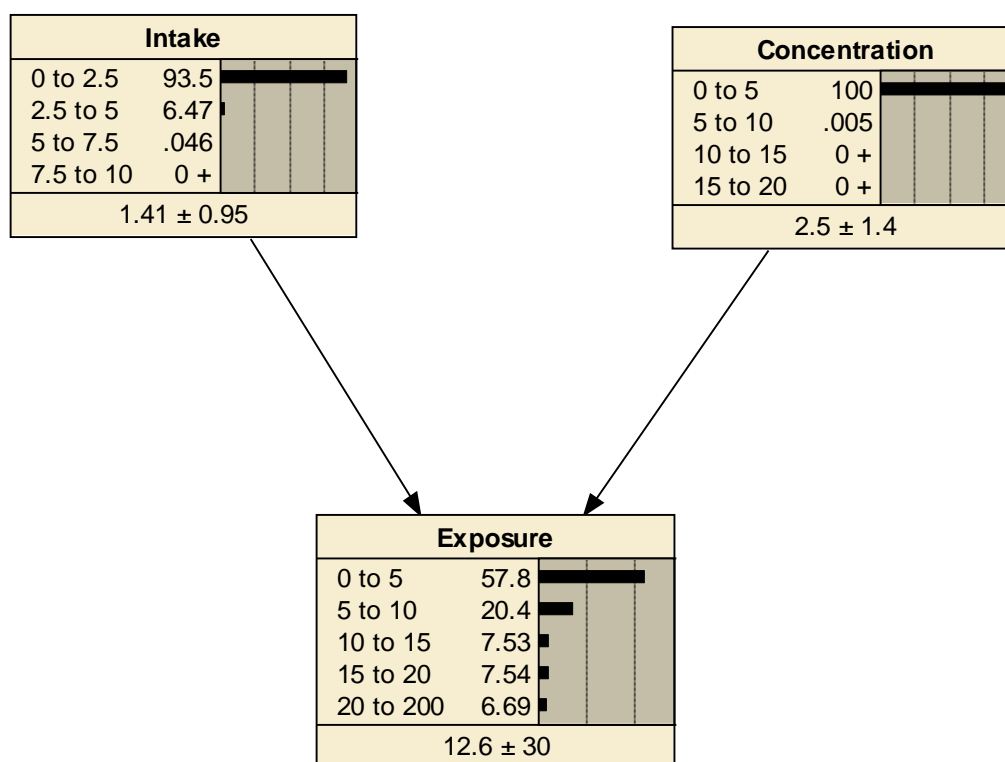 Intake
0 to 2.5 93.5
2.5 to 5 6.47
5 to 7.5 .046
7.5 to 10 0 +
1.41 ± 0.95
Concentration
0 to 5 100
5 to 10 .005
10 to 15 0 +
15 to 20 0 +
2.5 ± 1.4
Exposure
0 to 5 57.8
5 to 10 20.4
10 to 15 7.53
15 to 20 7.54
20 to 200 6.69
12.6 ± 30